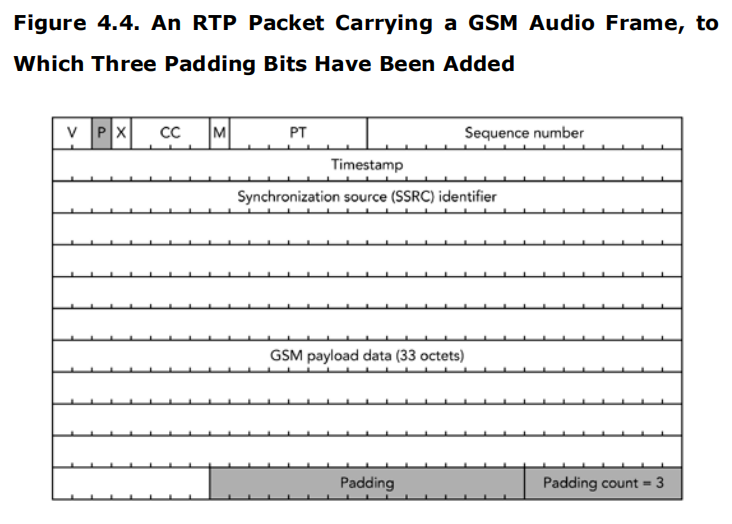 Figure 4.4. An RTP Packet Carrying a GSM Audio Frame, to
Which Three Padding Bits Have Been Added
V P X CC M PT Sequence number
Timestamp
Synchronization source (SSRC) identifier
GSM payload data (33 octets)
Padding Padding count = 3